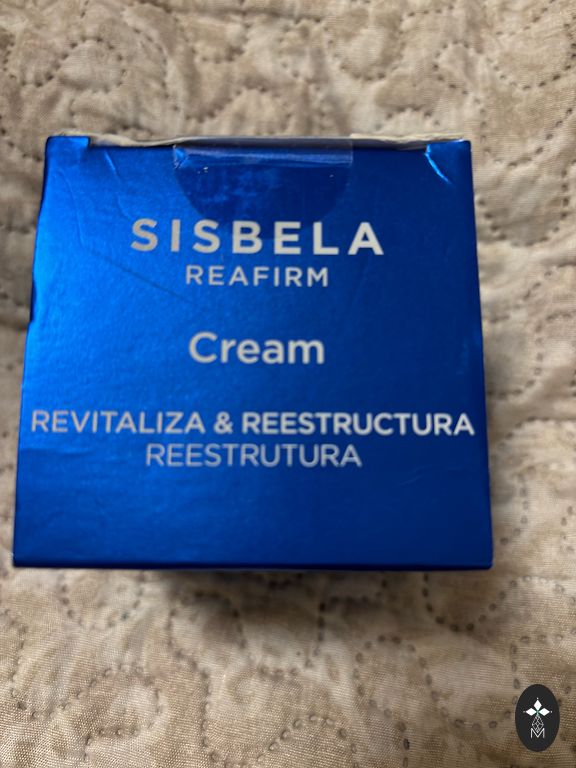 SISBELA
REAFIRM
Cream
REVITALIZA & REESTRUCTURA
REESTRUTURA